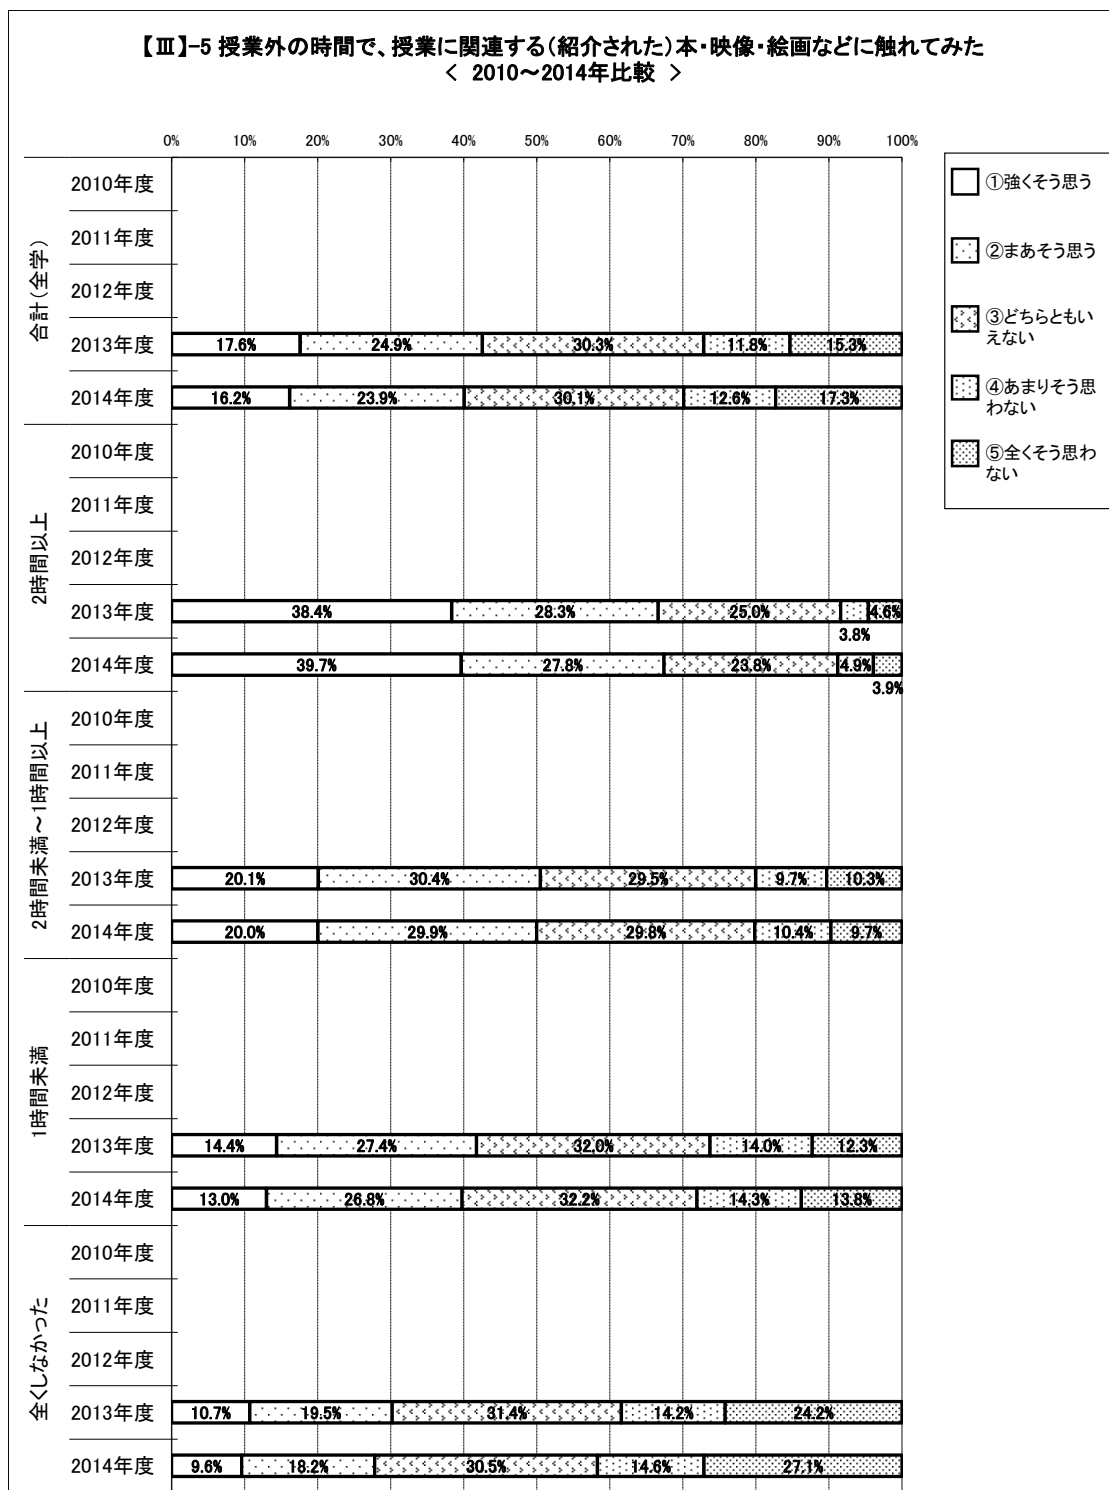 【Ⅲ】-5 授業外の時間で、授業に関連する(紹介された)本・映像・絵画などに触れてみた
< 2010～2014年比較 >
0% 10% 20% 30% 40% 50% 60% 70% 80% 90% 100%
合計(全学)
2010年度
2011年度
2012年度
2013年度 17.6% 24.9% 30.3% 11.8% 15.3%
2014年度 16.2% 23.9% 30.1% 12.6% 17.3%
2時間以上
2010年度
2011年度
2012年度
2013年度 38.4% 28.3% 25.0% 3.8% 4.6%
2014年度 39.7% 27.8% 23.8% 4.9% 3.9%
2時間未満～1時間以上
2010年度
2011年度
2012年度
2013年度 20.1% 30.4% 29.5% 9.7% 10.3%
2014年度 20.0% 29.9% 29.8% 10.4% 9.7%
1時間未満
2010年度
2011年度
2012年度
2013年度 14.4% 27.4% 32.0% 14.0% 12.3%
2014年度 13.0% 26.8% 32.2% 14.3% 13.8%
全くしなかった
2010年度
2011年度
2012年度
2013年度 10.7% 19.5% 31.4% 14.2% 24.2%
2014年度 9.6% 18.2% 30.5% 14.6% 27.1%
①強くそう思う
②まあそう思う
③どちらともい
えない
④あまりそう思
わない
⑤全くそう思わ
ない